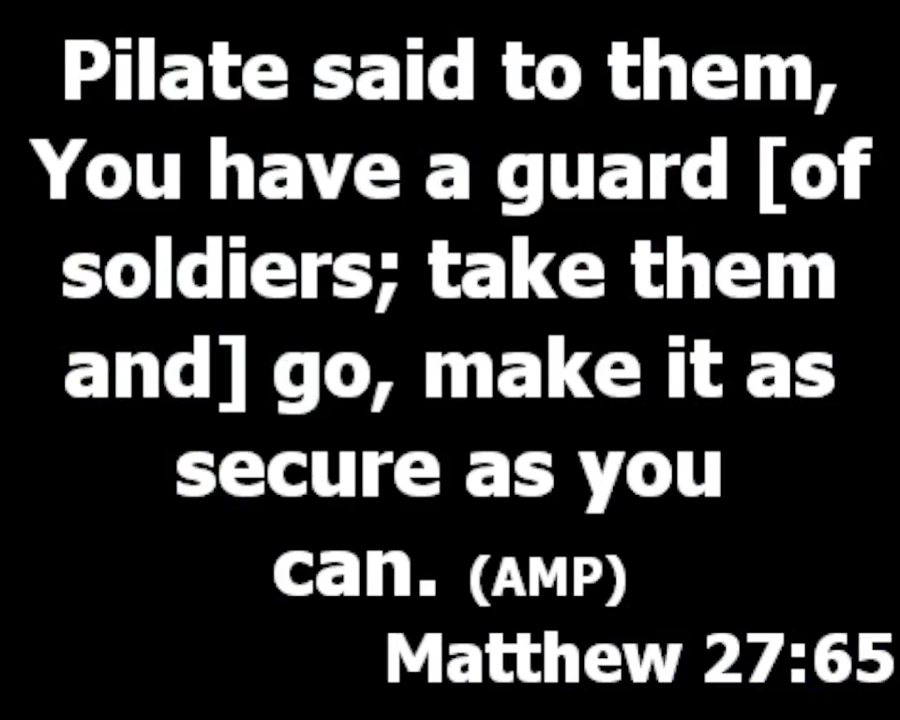 Pilate said to them,
You have a guard [of
soldiers; take them
and] go, make it as
secure as you
can. (AMP)
Matthew 27:65